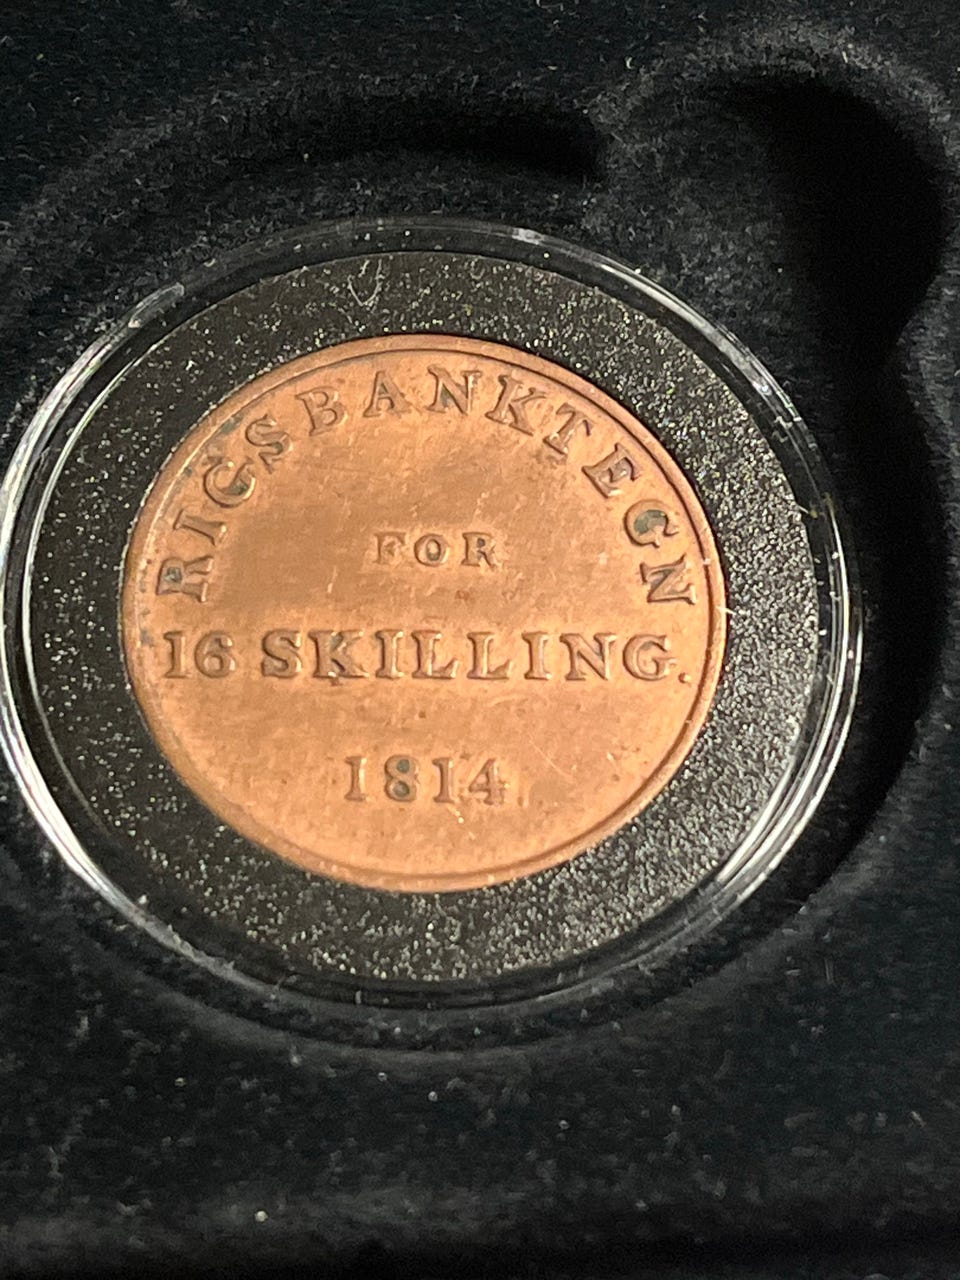 RIGSBANKTEGN
FOR
16 SKILLING.
1814